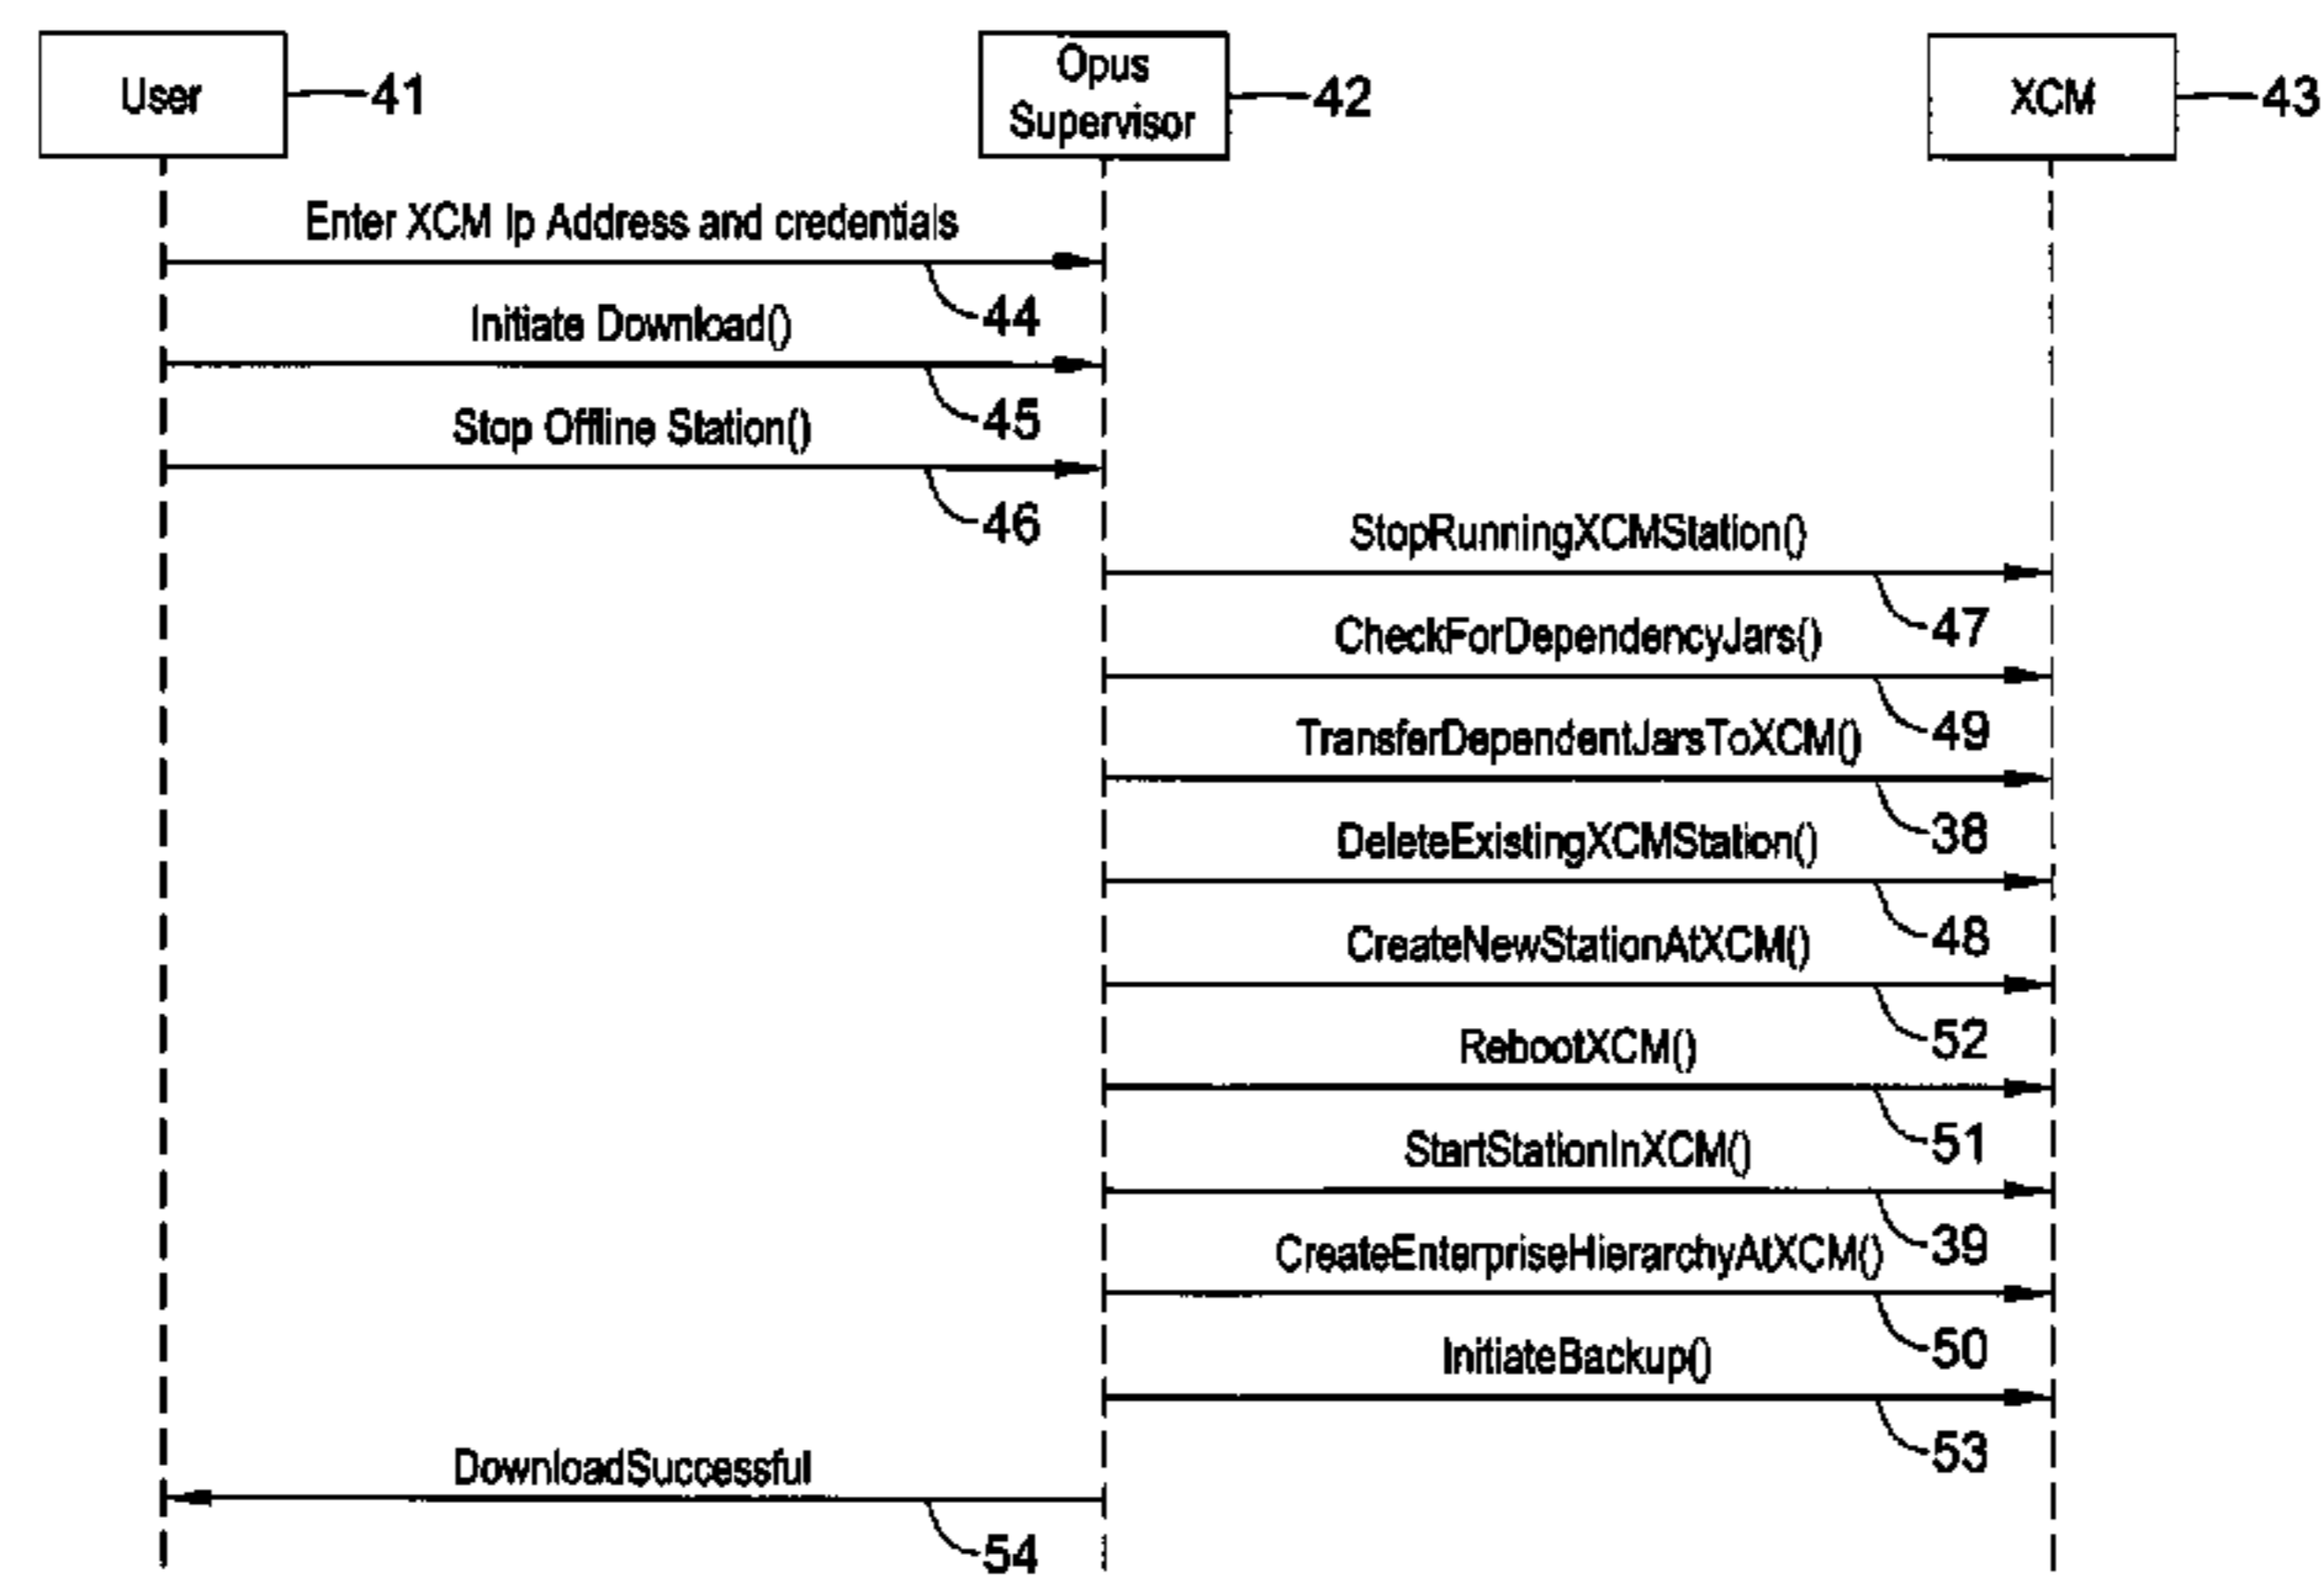 User
41
Opus
Supervisor
42
XCM
43
Enter XCM Ip Address and credentials
44
Initiate Download()
45
Stop Offline Station()
46
StopRunningXCMStation()
47
CheckForDependencyJars()
49
TransferDependentJarsToXCM()
38
DeleteExistingXCMStation()
48
CreateNewStationAtXCM()
52
RebootXCM()
51
StartStationInXCM()
39
CreateEnterpriseHierarchyAtXCM()
50
InitiateBackup()
53
DownloadSuccessful
54